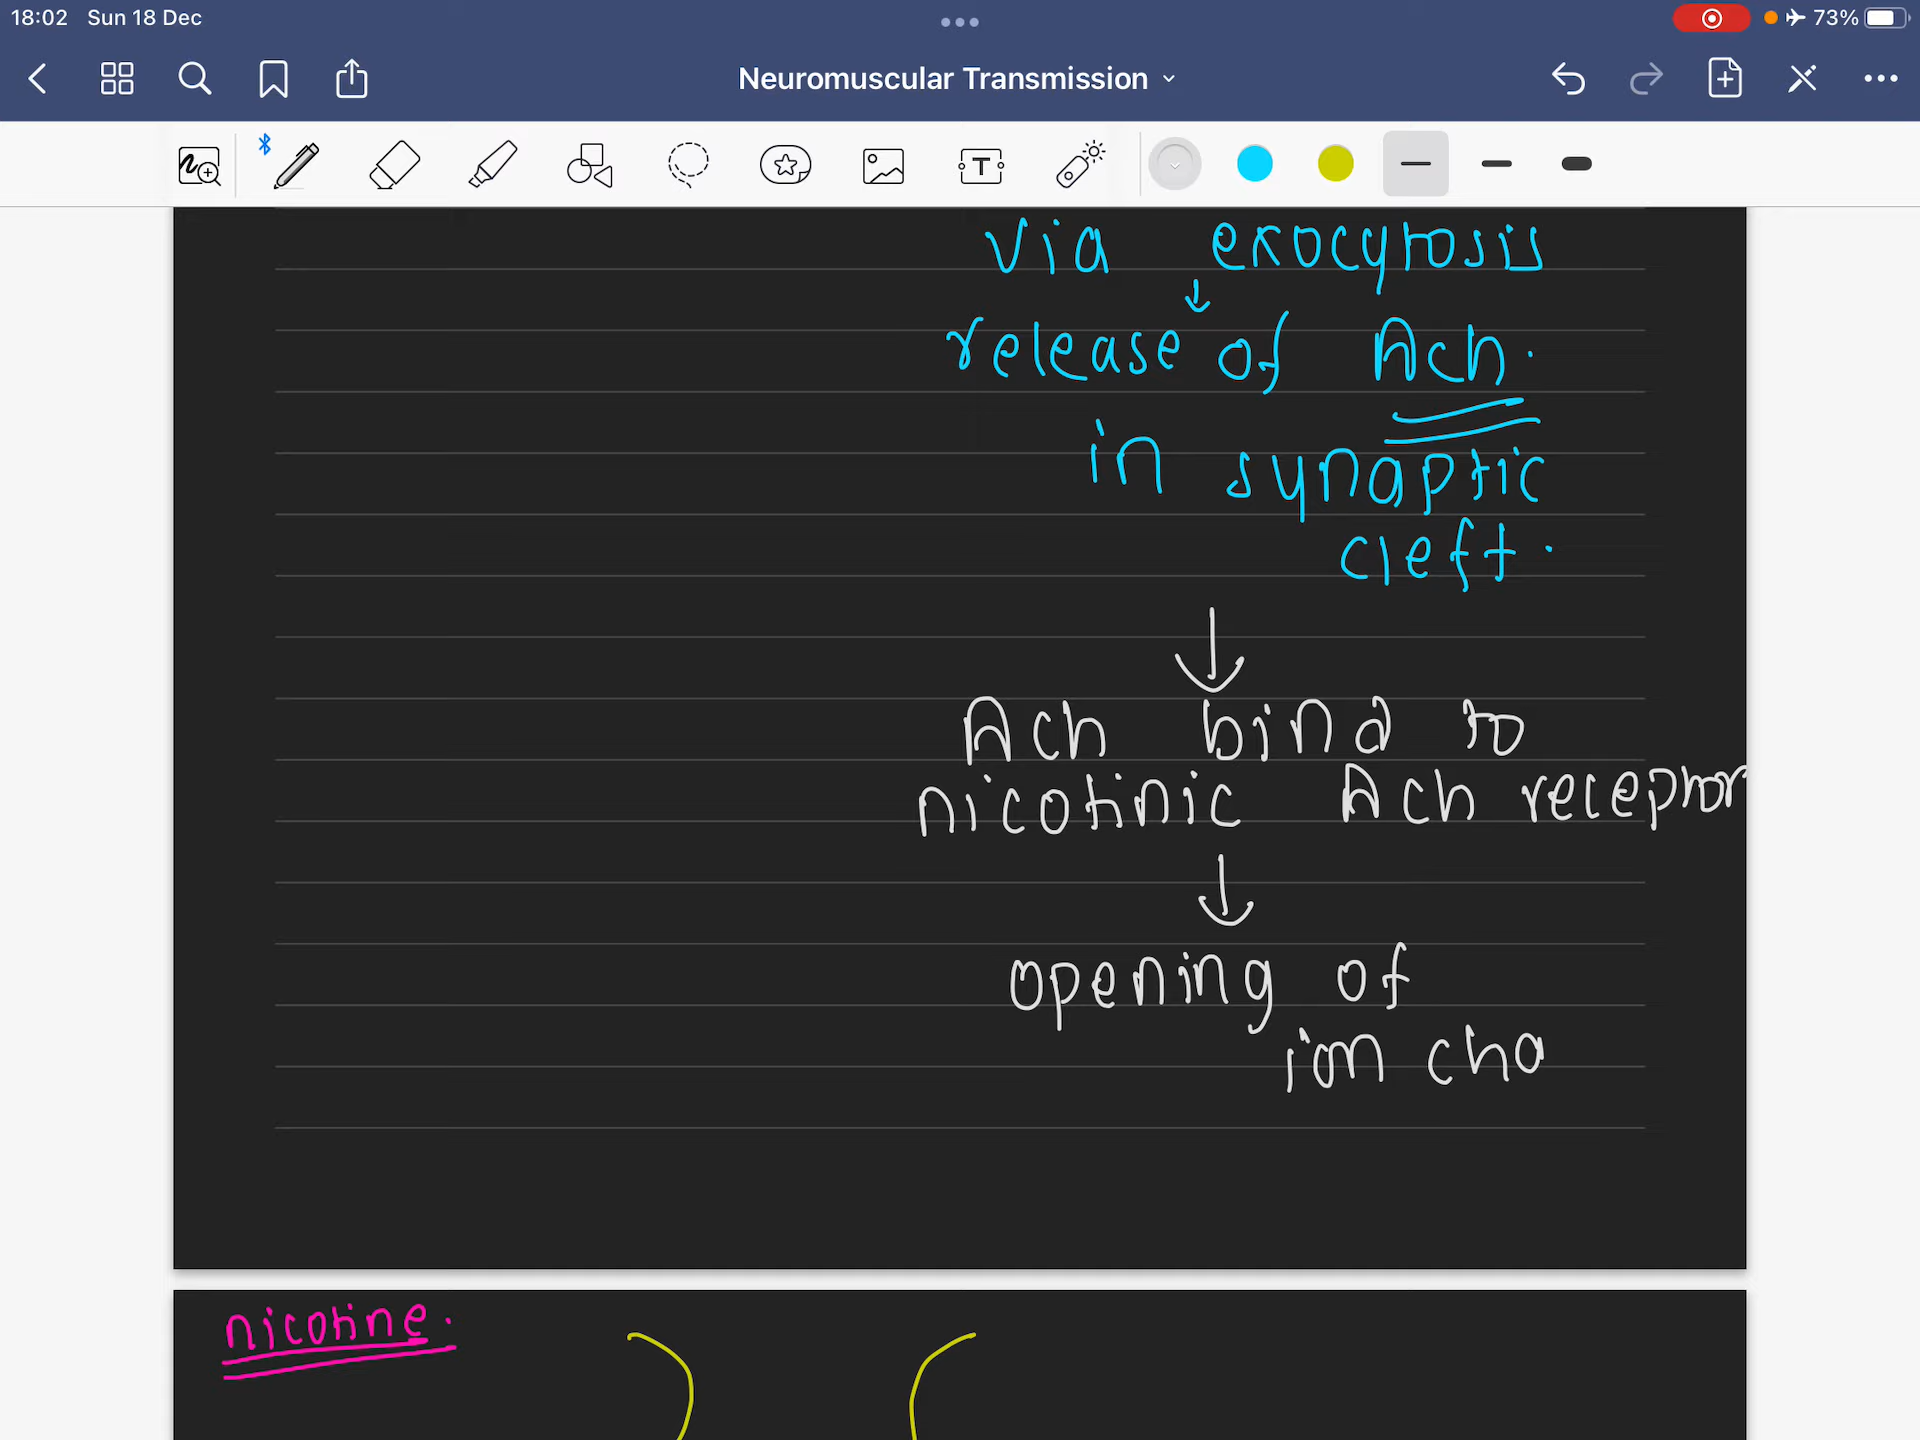 18:02 Sun 18 Dec
73%
Neuromuscular Transmission
T
via exocytosis
↓
release of Ach.
in synaptic
cleft.
↓
Ach bind to
nicotinic Ach receptor
↓
opening of
ion cha
nicotine.